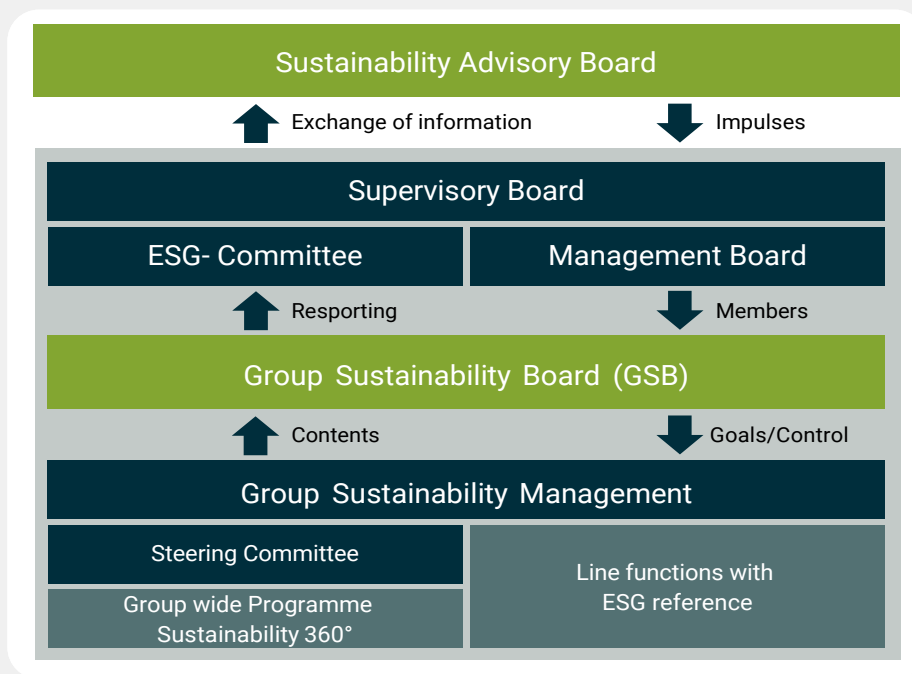 Sustainability Advisory Board
Exchange of information
Impulses
Supervisory Board
ESG- Committee
Management Board
Resporting
Members
Group Sustainability Board (GSB)
Contents
Goals/Control
Group Sustainability Management
Steering Committee
Group wide Programme
Sustainability 360°
Line functions with
ESG reference